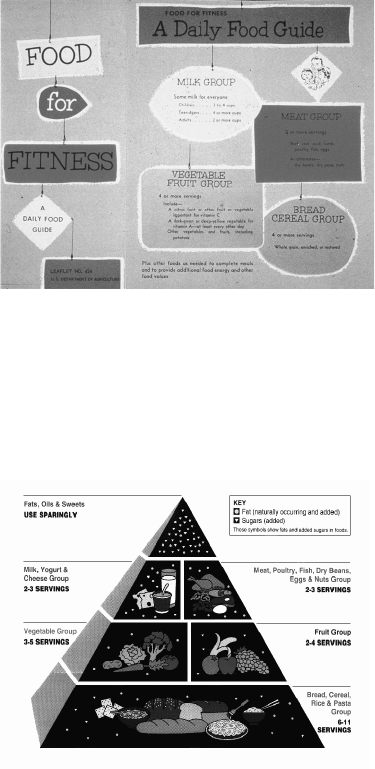 FOOD
for
FITNESS
A
DAILY FOOD
GUIDE
LEAFLET NO. 424
U.S. DEPARTMENT OF AGRICULTURE
FOOD FOR FITNESS
A Daily Food Guide
MILK GROUP
Some milk for everyone
Children 3 to 4 cups
Teenagers 4 or more cups
Adults 2 or more cups
MEAT GROUP
2 or more servings
VEGETABLE
FRUIT GROUP
4 or more servings
Include—
A citrus fruit or other fruit or vegetable
important for vitamin C
A dark-green or deep-yellow vegetable for
vitamin A—at least every other day
Other vegetables and fruits, including
potatoes
BREAD
CEREAL GROUP
4 or more servings
Whole grain, enriched, or restored
Plus other foods as needed to complete meals
and to provide additional food energy and other
food values
Fats, Oils & Sweets
USE SPARINGLY
KEY
Fat (naturally occurring and added)
Sugars (added)
These symbols show fats and added sugars in foods.
Milk, Yogurt &
Cheese Group
2-3 SERVINGS
Meat, Poultry, Fish, Dry Beans,
Eggs & Nuts Group
2-3 SERVINGS
Vegetable Group
3-5 SERVINGS
Fruit Group
2-4 SERVINGS
Bread, Cereal,
Rice & Pasta
Group
6-11
SERVINGS